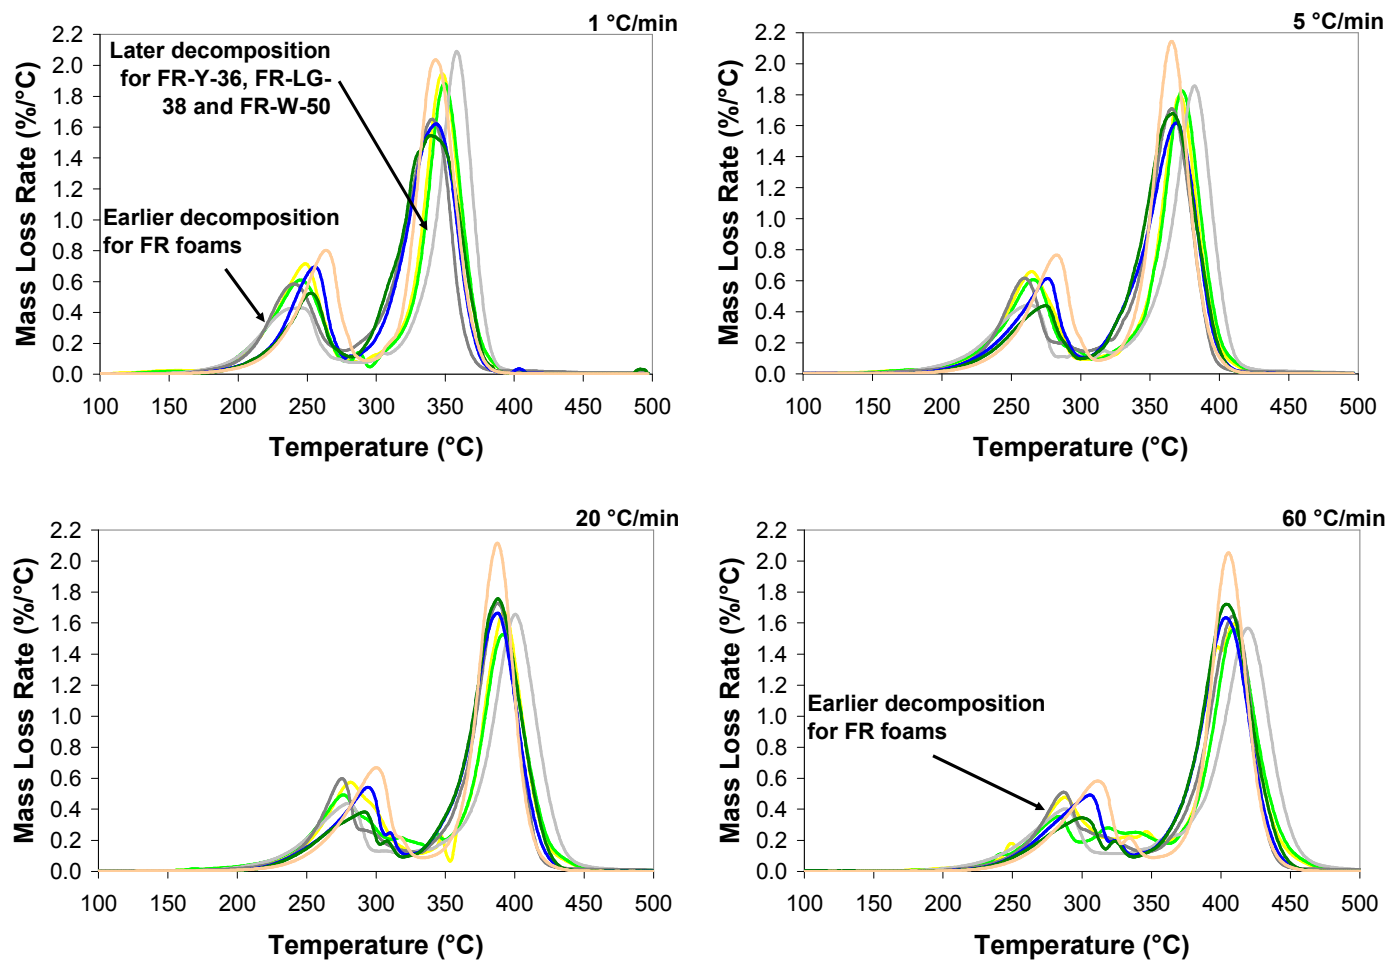 1 °C/min
2.2
2.0
1.8
1.6
1.4
1.2
1.0
0.8
0.6
0.4
0.2
0.0
Mass Loss Rate (%/°C)
Later decomposition
for FR-Y-36, FR-LG-
38 and FR-W-50
Earlier decomposition
for FR foams
100 150 200 250 300 350 400 450 500
Temperature (°C)
5 °C/min
2.2
2.0
1.8
1.6
1.4
1.2
1.0
0.8
0.6
0.4
0.2
0.0
Mass Loss Rate (%/°C)
100 150 200 250 300 350 400 450 500
Temperature (°C)
20 °C/min
2.2
2.0
1.8
1.6
1.4
1.2
1.0
0.8
0.6
0.4
0.2
0.0
Mass Loss Rate (%/°C)
100 150 200 250 300 350 400 450 500
Temperature (°C)
60 °C/min
2.2
2.0
1.8
1.6
1.4
1.2
1.0
0.8
0.6
0.4
0.2
0.0
Mass Loss Rate (%/°C)
Earlier decomposition
for FR foams
100 150 200 250 300 350 400 450 500
Temperature (°C)